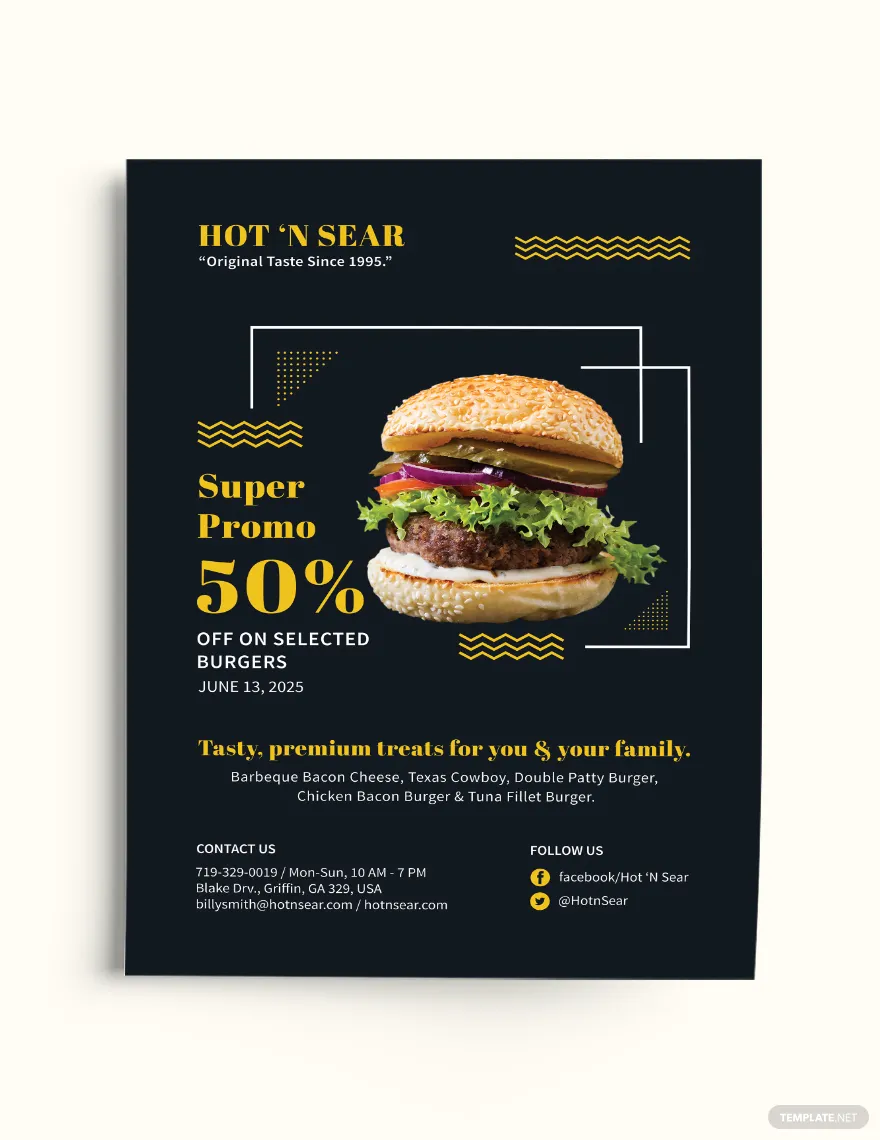 HOT ‘N SEAR
“Original Taste Since 1995.”
Super
Promo
50%
OFF ON SELECTED
BURGERS
JUNE 13, 2025
Tasty, premium treats for you & your family.
Barbeque Bacon Cheese, Texas Cowboy, Double Patty Burger,
Chicken Bacon Burger & Tuna Fillet Burger.
CONTACT US
719-329-0019 / Mon-Sun, 10 AM - 7 PM
Blake Drv., Griffin, GA 329, USA
billysmith@hotnsear.com / hotnsear.com
FOLLOW US
facebook/Hot ‘N Sear
@HotnSear
TEMPLATE.NET